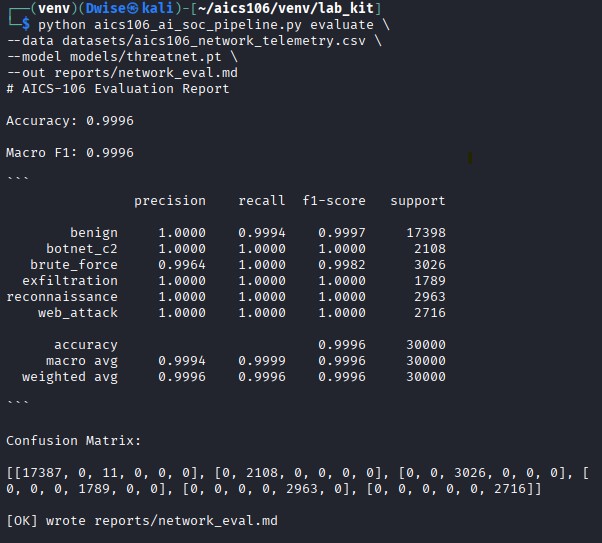 ┌──(venv)(Dwise㉿kali)-[~/aics106/venv/lab_kit]
└─$ python aics106_ai_soc_pipeline.py evaluate \
--data datasets/aics106_network_telemetry.csv \
--model models/threatnet.pt \
--out reports/network_eval.md
# AICS-106 Evaluation Report

Accuracy: 0.9996

Macro F1: 0.9996

```
                precision    recall  f1-score   support

        benign     1.0000    0.9994    0.9997     17398
     botnet_c2     1.0000    1.0000    1.0000      2108
   brute_force     0.9964    1.0000    0.9982      3026
  exfiltration     1.0000    1.0000    1.0000      1789
reconnaissance     1.0000    1.0000    1.0000      2963
    web_attack     1.0000    1.0000    1.0000      2716

      accuracy                         0.9996     30000
     macro avg     0.9994    0.9999    0.9996     30000
  weighted avg     0.9996    0.9996    0.9996     30000

```

Confusion Matrix:

[[17387, 0, 11, 0, 0, 0], [0, 2108, 0, 0, 0, 0], [0, 0, 3026, 0, 0, 0], [
0, 0, 0, 1789, 0, 0], [0, 0, 0, 0, 2963, 0], [0, 0, 0, 0, 0, 2716]]

[OK] wrote reports/network_eval.md